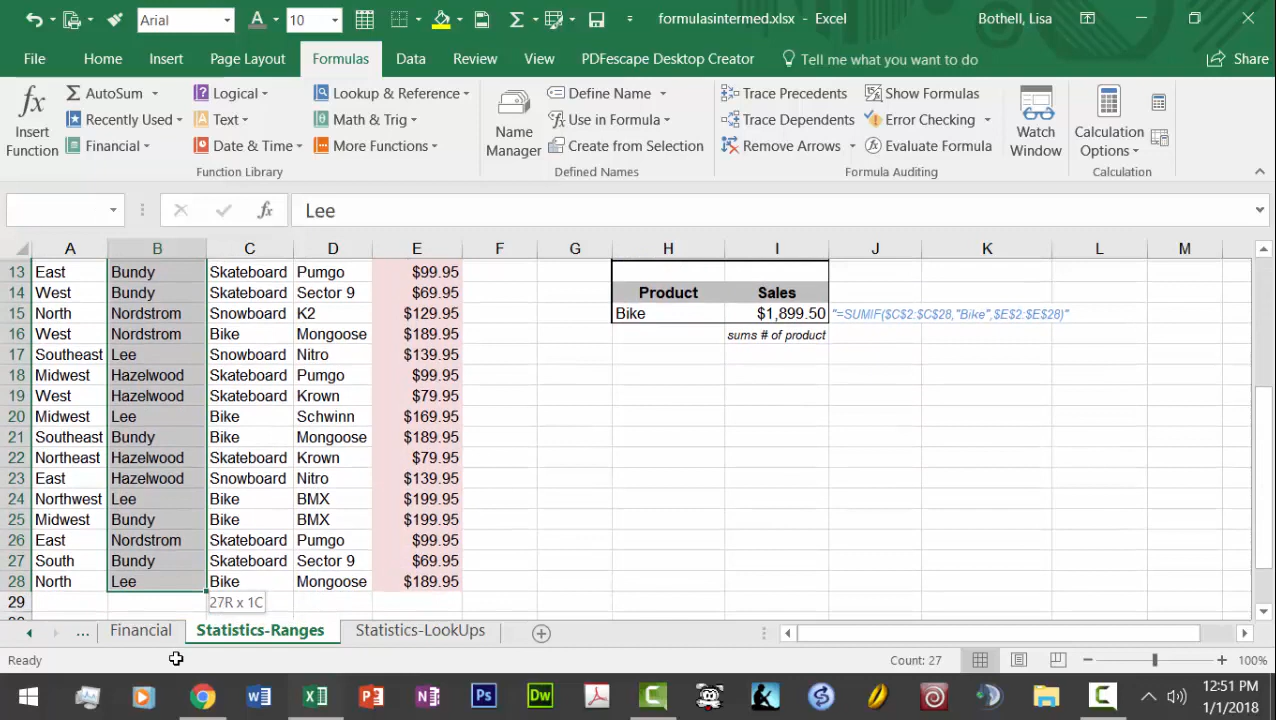 Arial 10 formulasintermed.xlsx - Excel Bothell, Lisa
File Home Insert Page Layout Formulas Data Review View PDFescape Desktop Creator Tell me what you want to do Share
fx Insert Function
Σ AutoSum
Recently Used
Financial
Logical
Text
Date & Time
Lookup & Reference
Math & Trig
More Functions
Function Library
Name Manager
Define Name
Use in Formula
Create from Selection
Defined Names
Trace Precedents
Trace Dependents
Remove Arrows
Show Formulas
Error Checking
Evaluate Formula
Formula Auditing
Watch Window
Calculation Options
Calculation
fx Lee
A B C D E F G H I J K L M
13 East Bundy Skateboard Pumgo $99.95
14 West Bundy Skateboard Sector 9 $69.95 Product Sales
15 North Nordstrom Snowboard K2 $129.95 Bike $1,899.50 "=SUMIF($C$2:$C$28,"Bike",$E$2:$E$28)"
16 West Nordstrom Bike Mongoose $189.95 sums # of product
17 Southeast Lee Snowboard Nitro $139.95
18 Midwest Hazelwood Skateboard Pumgo $99.95
19 West Hazelwood Skateboard Krown $79.95
20 Midwest Lee Bike Schwinn $169.95
21 Southeast Bundy Bike Mongoose $189.95
22 Northeast Hazelwood Skateboard Krown $79.95
23 East Hazelwood Snowboard Nitro $139.95
24 Northwest Lee Bike BMX $199.95
25 Midwest Bundy Bike BMX $199.95
26 East Nordstrom Skateboard Pumgo $99.95
27 South Bundy Skateboard Sector 9 $69.95
28 North Lee Bike Mongoose $189.95
29 27R x 1C
... Financial Statistics-Ranges Statistics-LookUps
Ready Count: 27 100%
W X P N Ps Dw 12:51 PM
1/1/2018